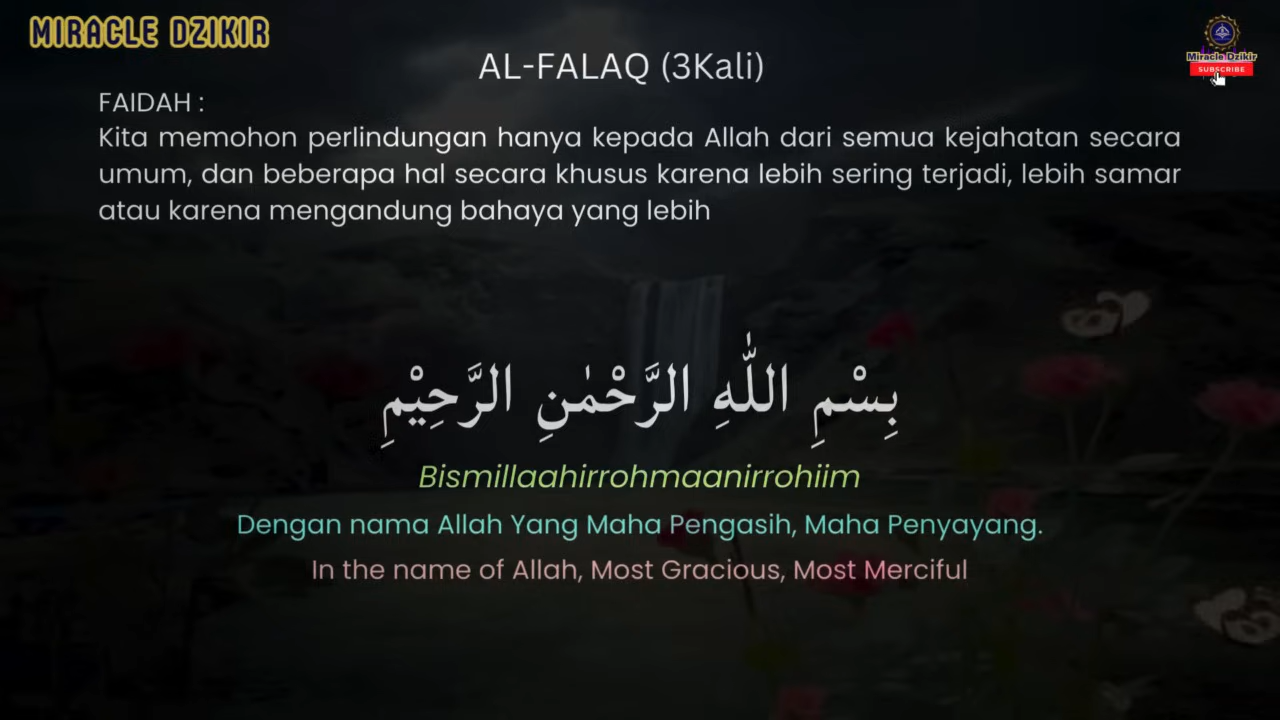 MIRACLE DZIKIR
Miracle Dzikir
SUBSCRIBE
AL-FALAQ (3Kali)
FAIDAH :
Kita memohon perlindungan hanya kepada Allah dari semua kejahatan secara
umum, dan beberapa hal secara khusus karena lebih sering terjadi, lebih samar
atau karena mengandung bahaya yang lebih
بِسْمِ اللّٰهِ الرَّحْمٰنِ الرَّحِيْمِ
Bismillaahirrohmaanirrohiim
Dengan nama Allah Yang Maha Pengasih, Maha Penyayang.
In the name of Allah, Most Gracious, Most Merciful